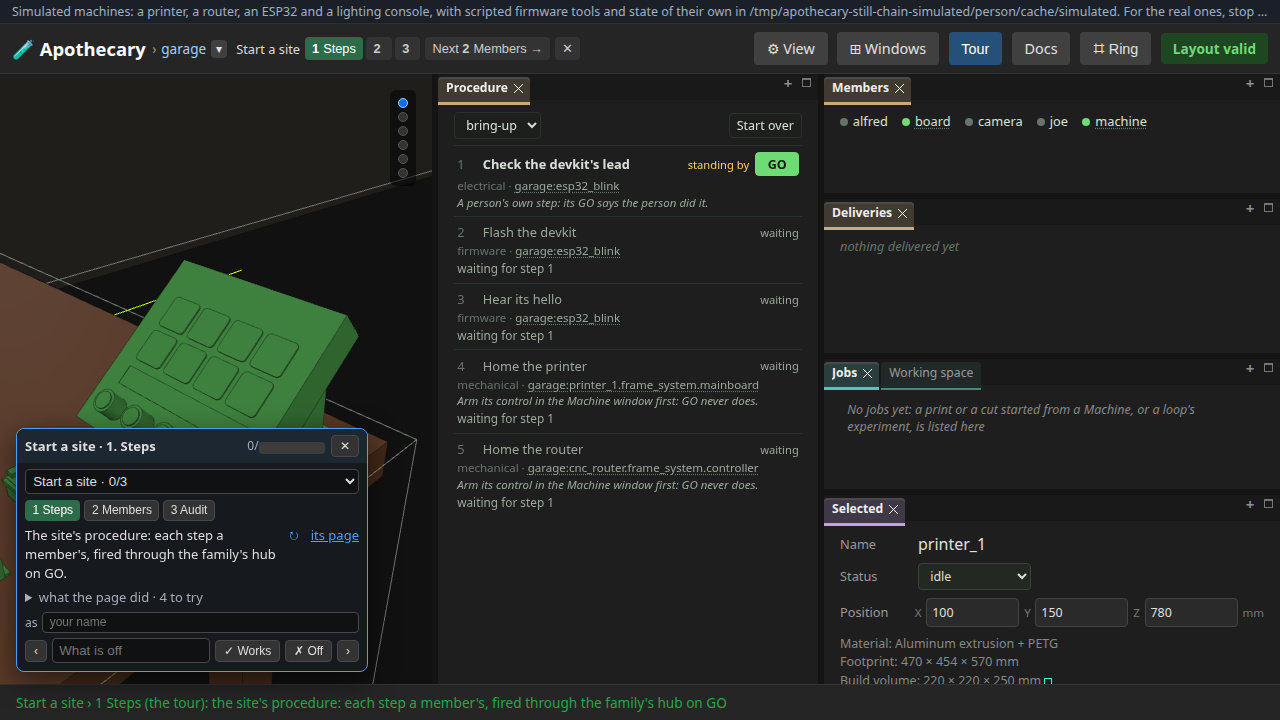 Simulated machines: a printer, a router, an ESP32 and a lighting console, with scripted firmware tools and state of their own in /tmp/apothecary-still-chain-simulated/person/cache/simulated. For the real ones, stop ...
Apothecary › garage ▾ Start a site 1 Steps 2 3 Next 2 Members → ✕ ⚙ View ⊞ Windows Tour Docs Ring Layout valid
Procedure
bring-up Start over
1 Check the devkit's lead standing by GO
electrical · garage:esp32_blink
A person's own step: its GO says the person did it.
2 Flash the devkit waiting
firmware · garage:esp32_blink
waiting for step 1
3 Hear its hello waiting
firmware · garage:esp32_blink
waiting for step 1
4 Home the printer waiting
mechanical · garage:printer_1.frame_system.mainboard
Arm its control in the Machine window first: GO never does.
waiting for step 1
5 Home the router waiting
mechanical · garage:cnc_router.frame_system.controller
Arm its control in the Machine window first: GO never does.
waiting for step 1
Members
alfred board camera joe machine
Deliveries
nothing delivered yet
Jobs Working space
No jobs yet: a print or a cut started from a Machine, or a loop's
experiment, is listed here
Selected
Name printer_1
Status idle
Position X 100 Y 150 Z 780 mm
Material: Aluminum extrusion + PETG
Footprint: 470 × 454 × 570 mm
Build volume: 220 × 220 × 250 mm
Start a site · 1. Steps 0/ ✕
Start a site · 0/3
1 Steps 2 Members 3 Audit
The site's procedure: each step a ↻ its page
member's, fired through the family's hub
on GO.
▶ what the page did · 4 to try
as your name
‹ What is off ✓ Works ✗ Off ›
Start a site › 1 Steps (the tour): the site's procedure: each step a member's, fired through the family's hub on GO